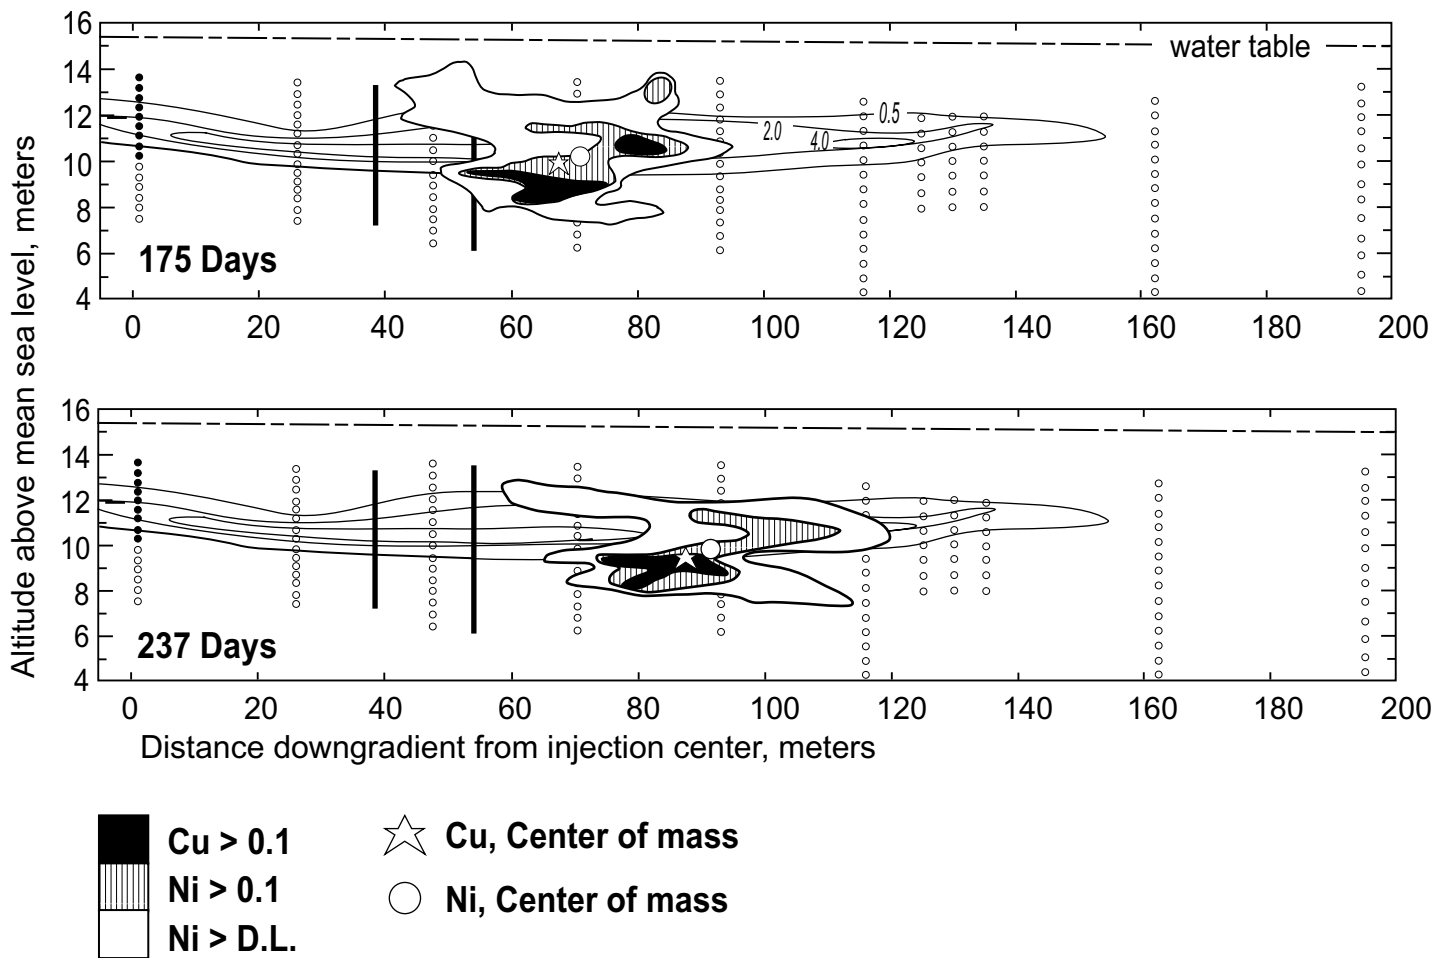 Altitude above mean sea level, meters
16
14
12
10
8
6
4
water table
0.5
2.0
4.0
175 Days
0 20 40 60 80 100 120 140 160 180 200
16
14
12
10
8
6
4
237 Days
0 20 40 60 80 100 120 140 160 180 200
Distance downgradient from injection center, meters
Cu > 0.1
Ni > 0.1
Ni > D.L.
Cu, Center of mass
Ni, Center of mass